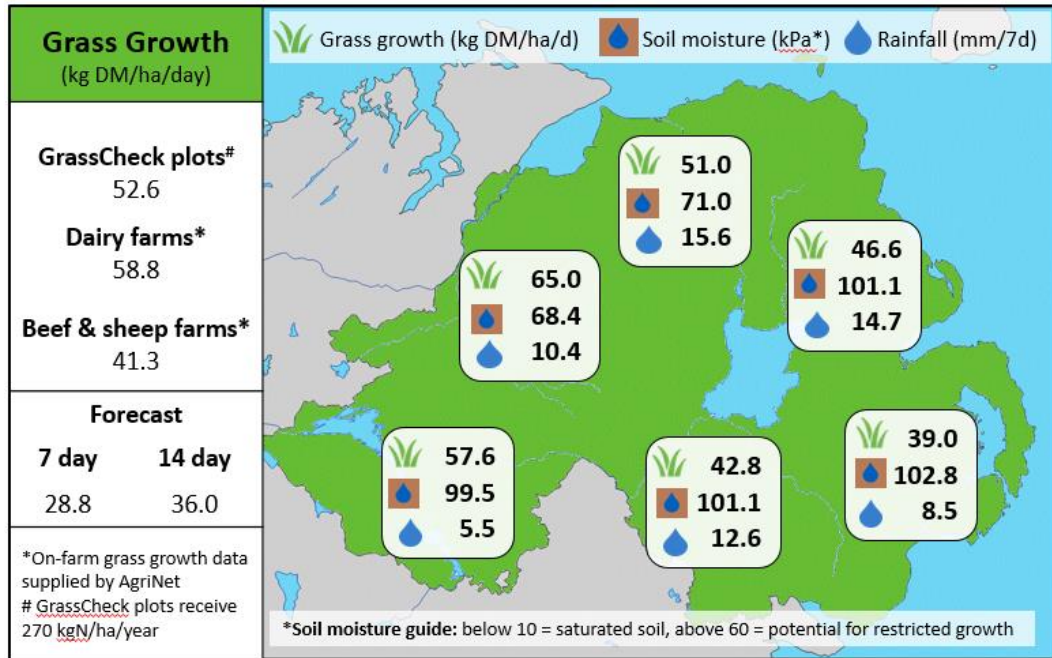 Grass Growth
(kg DM/ha/day)
GrassCheck plots#
52.6
Dairy farms*
58.8
Beef & sheep farms*
41.3
Forecast
7 day 14 day
28.8 36.0
*On-farm grass growth data
supplied by AgriNet
# GrassCheck plots receive
270 kgN/ha/year
Grass growth (kg DM/ha/d) Soil moisture (kPa*) Rainfall (mm/7d)
51.0
71.0
15.6
46.6
101.1
14.7
65.0
68.4
10.4
57.6
99.5
5.5
42.8
101.1
12.6
39.0
102.8
8.5
*Soil moisture guide: below 10 = saturated soil, above 60 = potential for restricted growth